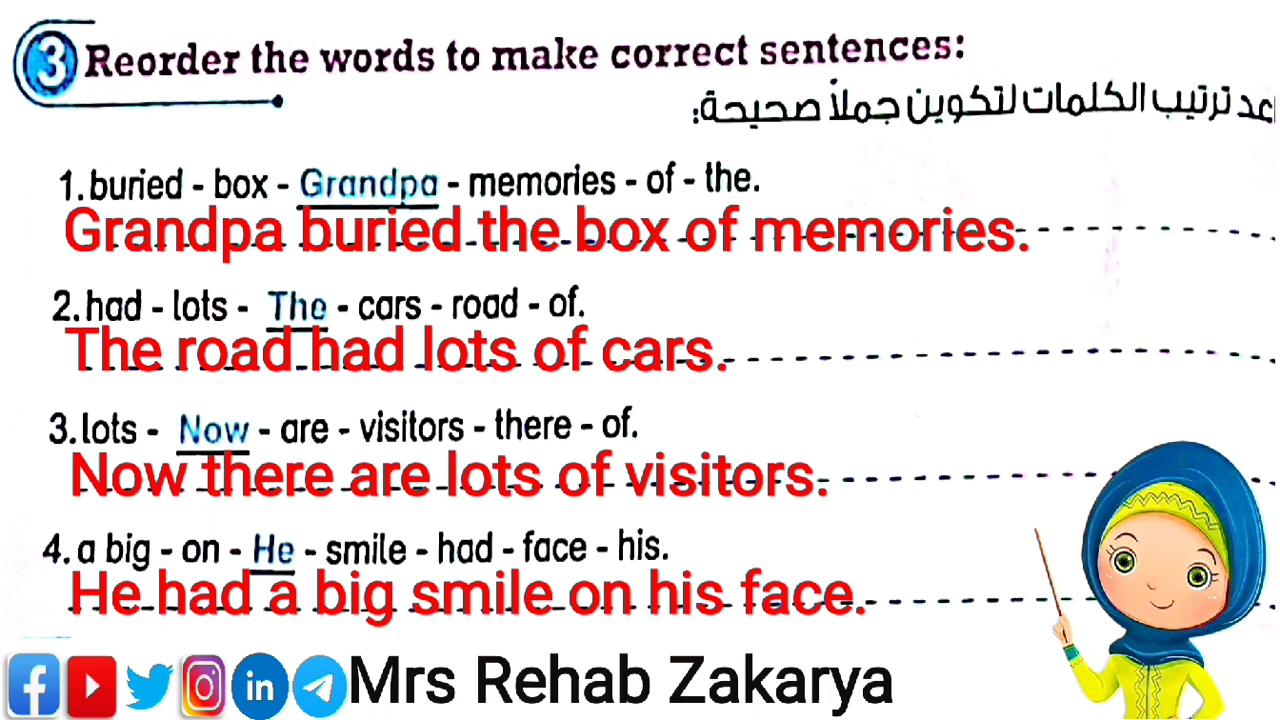 3 Reorder the words to make correct sentences:
عد ترتيب الكلمات لتكوين جملاً صحيحة:
1.buried - box - Grandpa - memories - of - the.
Grandpa buried the box of memories.
2.had - lots - The - cars - road - of.
The road had lots of cars.
3.lots - Now - are - visitors - there - of.
Now there are lots of visitors.
4.a big - on - He - smile - had - face - his.
He had a big smile on his face.
Mrs Rehab Zakarya